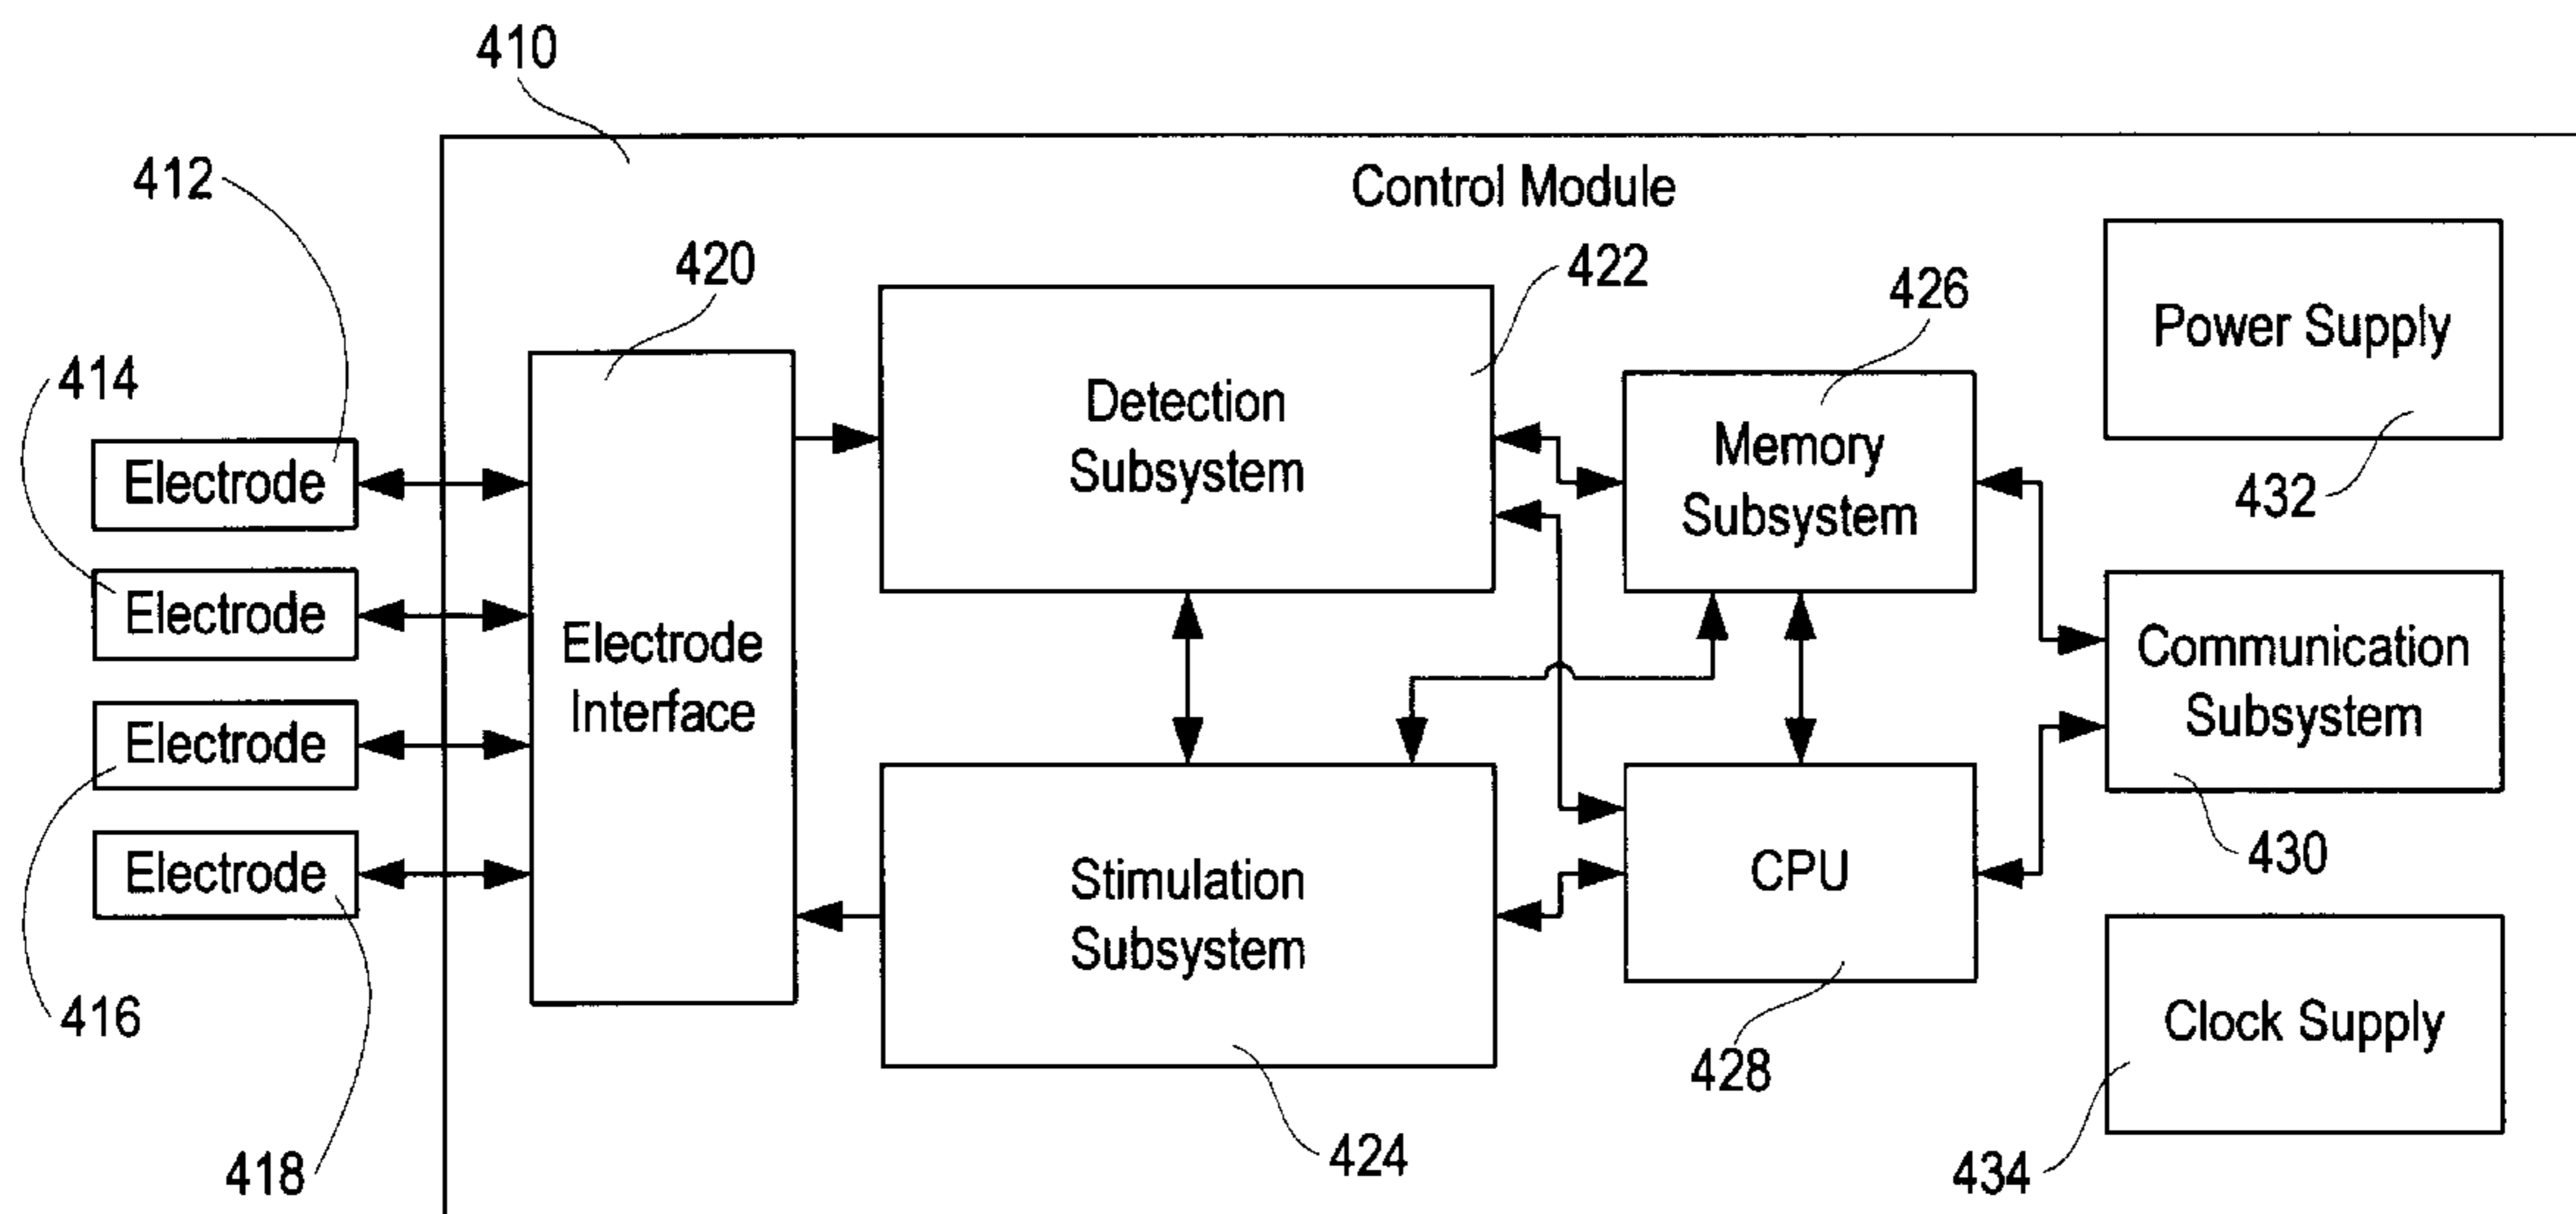 410
Control Module
412
420
422
426
Power Supply
414
Detection
Subsystem
Memory
Subsystem
432
Electrode
Electrode
Electrode
Electrode
Electrode
Interface
Communication
Subsystem
430
416
418
Stimulation
Subsystem
424
CPU
428
Clock Supply
434